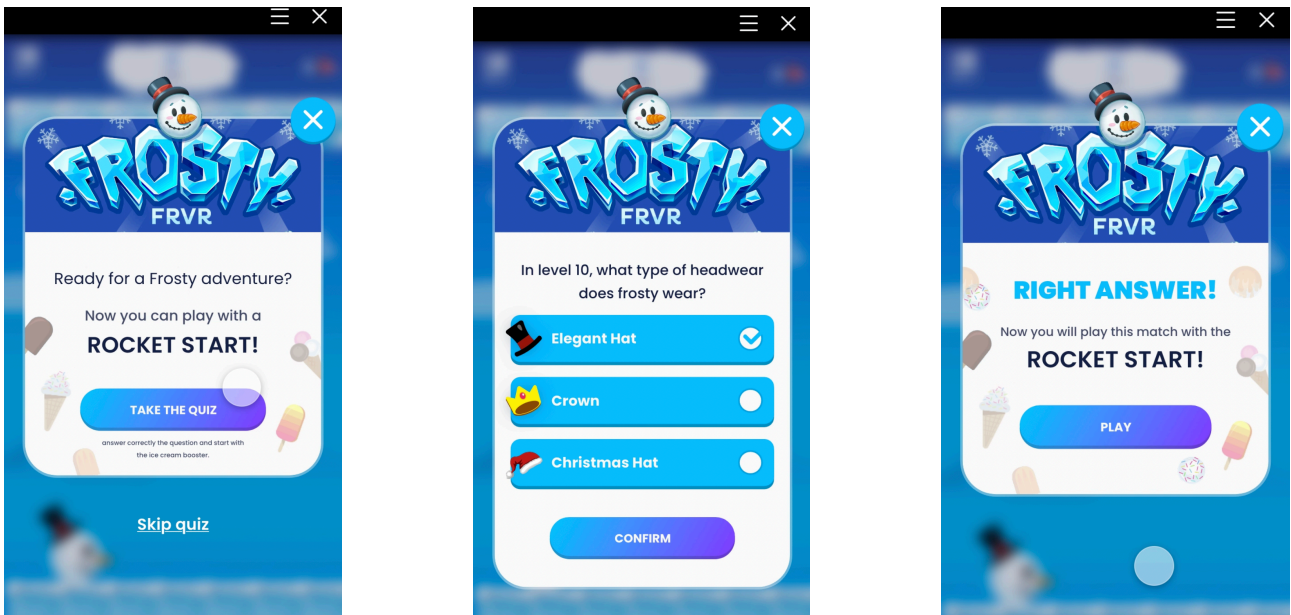 FROSTY
FRVR
Ready for a Frosty adventure?
Now you can play with a
ROCKET START!
TAKE THE QUIZ
answer correctly the question and start with
the ice cream booster.
Skip quiz
FROSTY
FRVR
In level 10, what type of headwear
does frosty wear?
Elegant Hat
Crown
Christmas Hat
CONFIRM
FROSTY
FRVR
RIGHT ANSWER!
Now you will play this match with the
ROCKET START!
PLAY